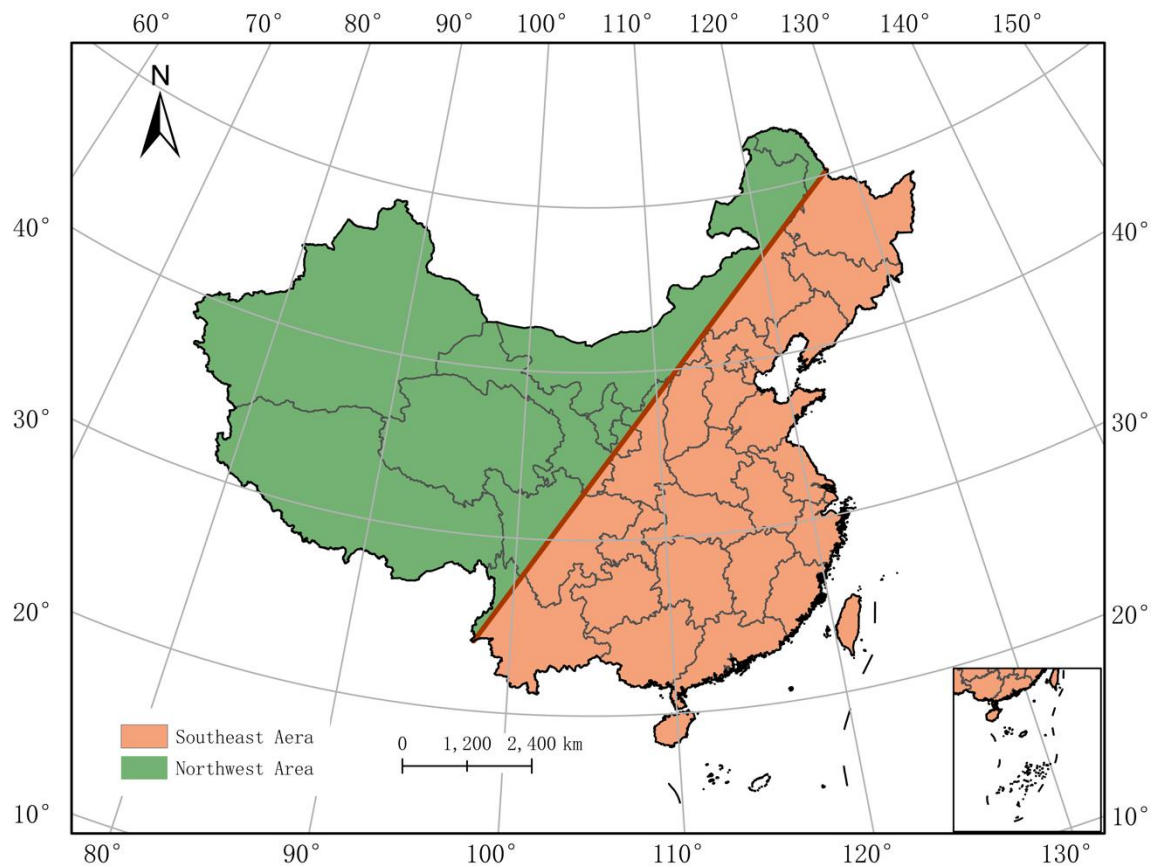 60° 70° 80° 90° 100° 110° 120° 130° 140° 150°
N
40° 40°
30° 30°
20° 20°
Southeast Aera
0 1,200 2,400 km
Northwest Area
10° 10°
80° 90° 100° 110° 120° 130°